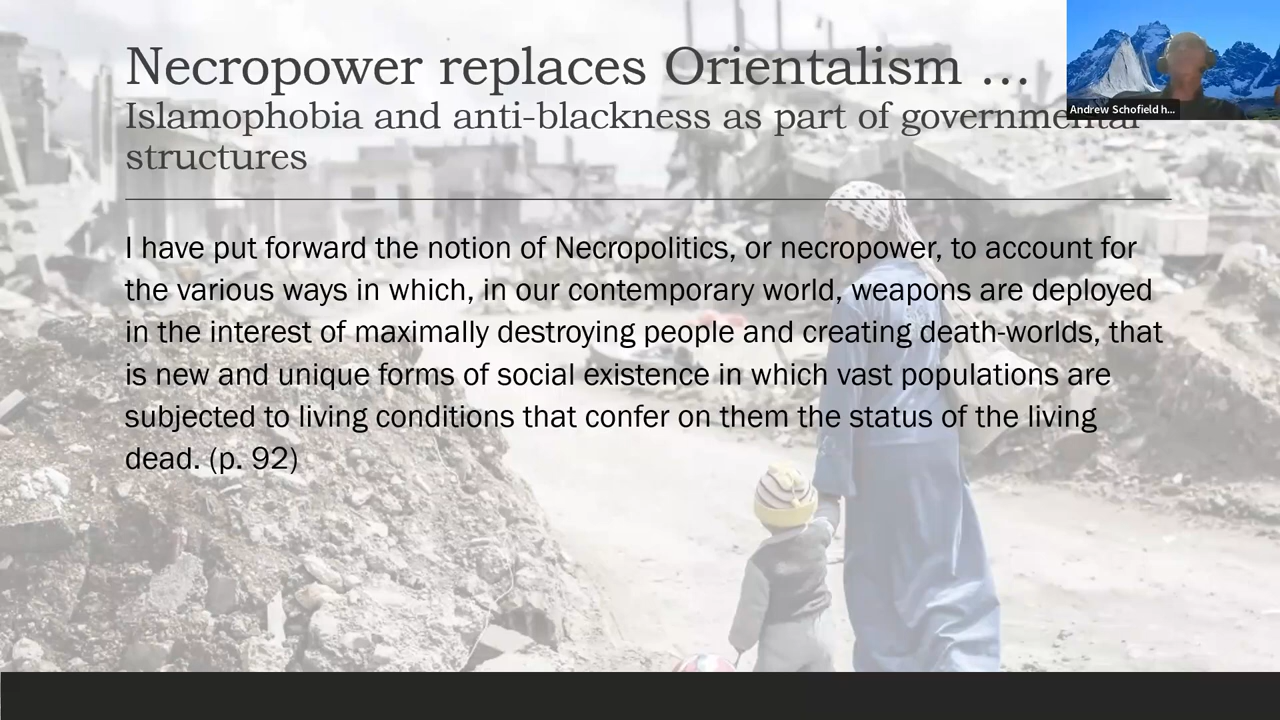 Necropower replaces Orientalism ...
Islamophobia and anti-blackness as part of governmental
structures
Andrew Schofield h...
I have put forward the notion of Necropolitics, or necropower, to account for
the various ways in which, in our contemporary world, weapons are deployed
in the interest of maximally destroying people and creating death-worlds, that
is new and unique forms of social existence in which vast populations are
subjected to living conditions that confer on them the status of the living
dead. (p. 92)